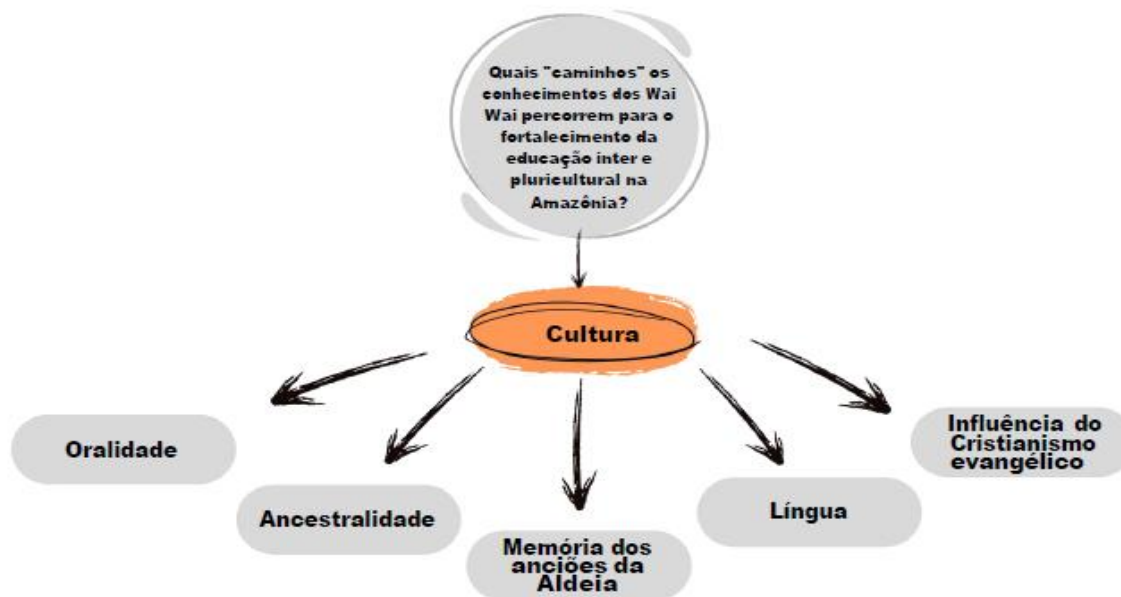 Quais "caminhos" os
conhecimentos dos Wai
Wai percorrem para o
fortalecimento da
educação inter e
pluricultural na
Amazônia?
Cultura
Oralidade
Ancestralidade
Memória dos
anciões da
Aldeia
Língua
Influência do
Cristianismo
evangélico